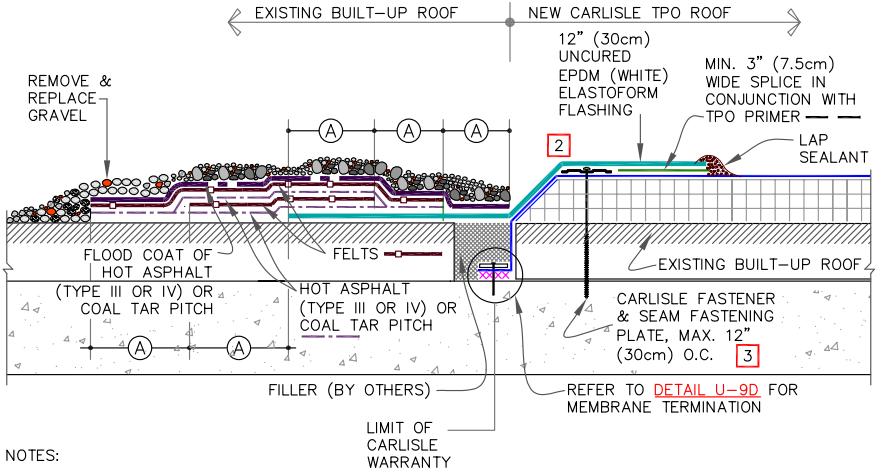 EXISTING BUILT-UP ROOF
NEW CARLISLE TPO ROOF
REMOVE &
REPLACE
GRAVEL
A
A
A
12" (30cm)
UNCURED
EPDM (WHITE)
ELASTOFORM
FLASHING
MIN. 3" (7.5cm)
WIDE SPLICE IN
CONJUNCTION WITH
TPO PRIMER
LAP
SEALANT
2
FLOOD COAT OF
HOT ASPHALT
(TYPE III OR IV) OR
COAL TAR PITCH
FELTS
HOT ASPHALT
(TYPE III OR IV) OR
COAL TAR PITCH
EXISTING BUILT-UP ROOF
CARLISLE FASTENER
& SEAM FASTENING
PLATE, MAX. 12"
(30cm) O.C.
3
A
A
FILLER (BY OTHERS)
REFER TO DETAIL U-9D FOR
MEMBRANE TERMINATION
LIMIT OF
CARLISLE
WARRANTY
NOTES: